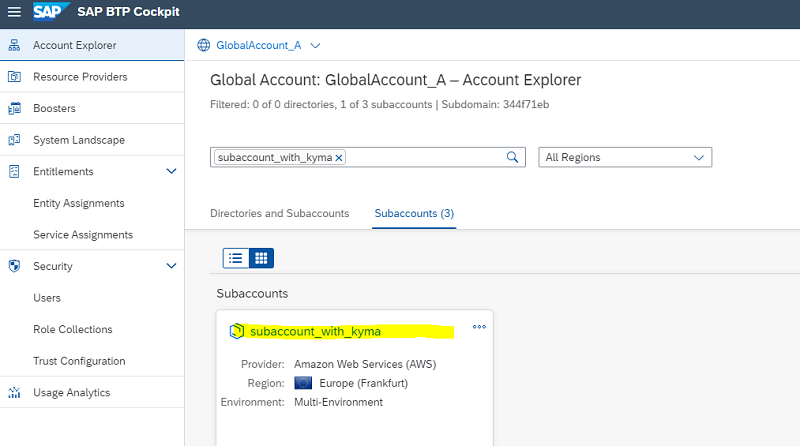 SAP SAP BTP Cockpit
Account Explorer
Resource Providers
Boosters
System Landscape
Entitlements
Entity Assignments
Service Assignments
Security
Users
Role Collections
Trust Configuration
Usage Analytics
GlobalAccount_A
Global Account: GlobalAccount_A – Account Explorer
Filtered: 0 of 0 directories, 1 of 3 subaccounts | Subdomain: 344f71eb
subaccount_with_kyma
All Regions
Directories and Subaccounts
Subaccounts (3)
Subaccounts
subaccount_with_kyma
Provider: Amazon Web Services (AWS)
Region: Europe (Frankfurt)
Environment: Multi-Environment